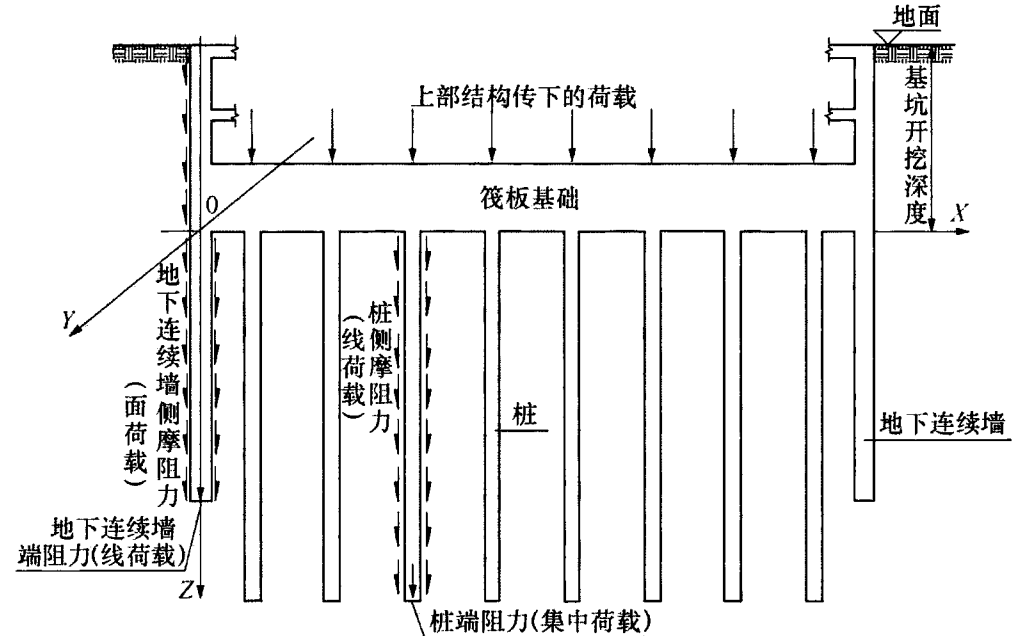 地面
上部结构传下的荷载
基坑开挖深度
筏板基础
O
X
Y
地下连续墙侧摩阻力
(面荷载)
桩侧摩阻力
(线荷载)
桩
地下连续墙
地下连续墙
端阻力(线荷载)
Z
桩端阻力(集中荷载)